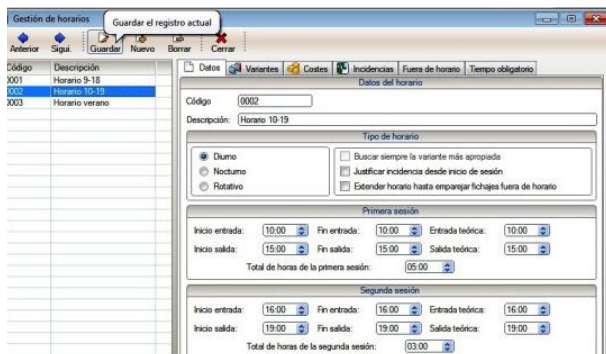 Gestión de horarios
Guardar el registro actual
Anterior Sigui. Guardar Nuevo Borrar Cerrar
Código Descripción
0001 Horario 9-18
0002 Horario 10-19
0003 Horario verano
Datos Variantes Costes Incidencias Fuera de horario Tiempo obligatorio
Datos del horario
Código 0002
Descripción: Horario 10-19
Tipo de horario
Diurno
Nocturno
Rotativo
Buscar siempre la variante más apropiada
Justificar incidencia desde inicio de sesión
Extender horario hasta emparejar fichajes fuera de horario
Primera sesión
Inicio entrada: 10:00 Fin entrada: 10:00 Entrada teórica: 10:00
Inicio salida: 15:00 Fin salida: 15:00 Salida teórica: 15:00
Total de horas de la primera sesión: 05:00
Segunda sesión
Inicio entrada: 16:00 Fin entrada: 16:00 Entrada teórica: 16:00
Inicio salida: 19:00 Fin salida: 19:00 Salida teórica: 19:00
Total de horas de la segunda sesión: 03:00